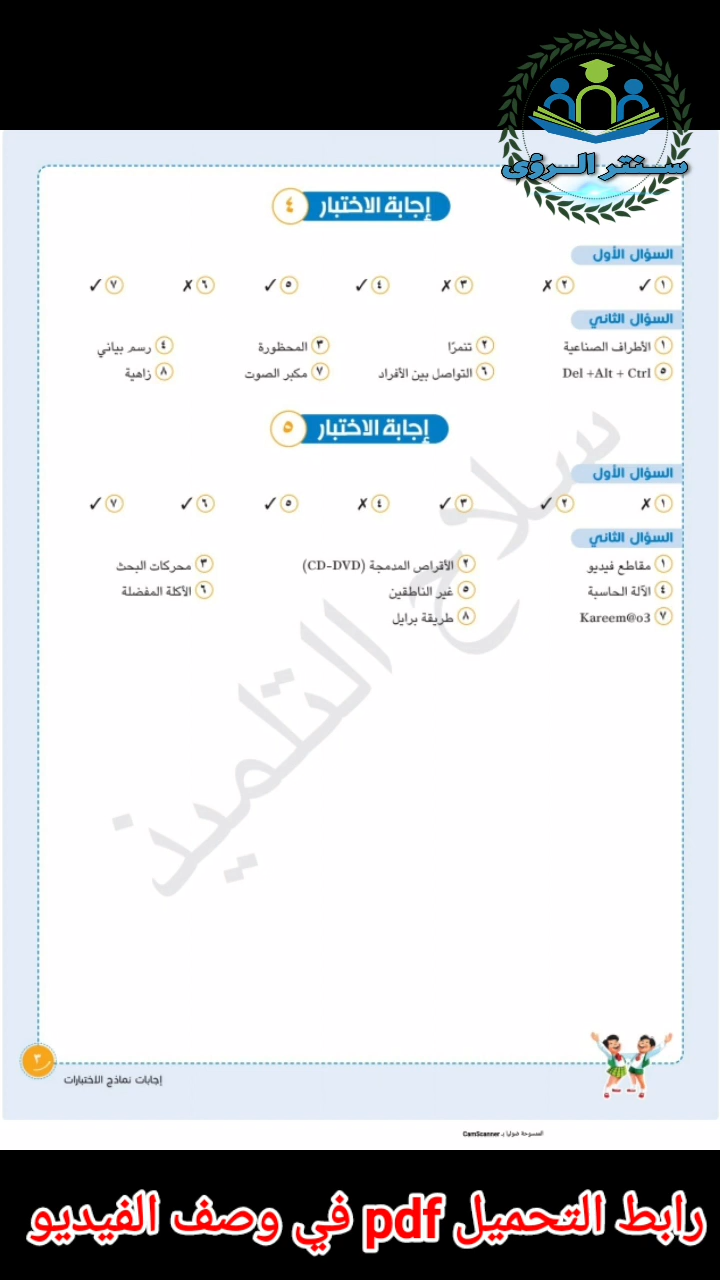 سنتر الرؤى
إجابة الاختبار ٤
السؤال الأول
١ ✓ ٢ ✗ ٣ ✗ ٤ ✓ ٥ ✓ ٦ ✗ ٧ ✓
السؤال الثاني
١ الأطراف الصناعية ٢ تنمرًا ٣ المحظورة ٤ رسم بياني
٥ Del +Alt + Ctrl ٦ التواصل بين الأفراد ٧ مكبر الصوت ٨ زاهية
إجابة الاختبار ٥
السؤال الأول
١ ✗ ٢ ✓ ٣ ✓ ٤ ✗ ٥ ✓ ٦ ✓ ٧ ✓
السؤال الثاني
١ مقاطع فيديو ٢ الأقراص المدمجة (CD-DVD) ٣ محركات البحث
٤ الآلة الحاسبة ٥ غير الناطقين ٦ الأكلة المفضلة
٧ Kareem@o3 ٨ طريقة برايل
سلاح التلميذ
٣
إجابات نماذج الاختبارات
الممسوحة ضوئيا بـ CamScanner
رابط التحميل pdf في وصف الفيديو